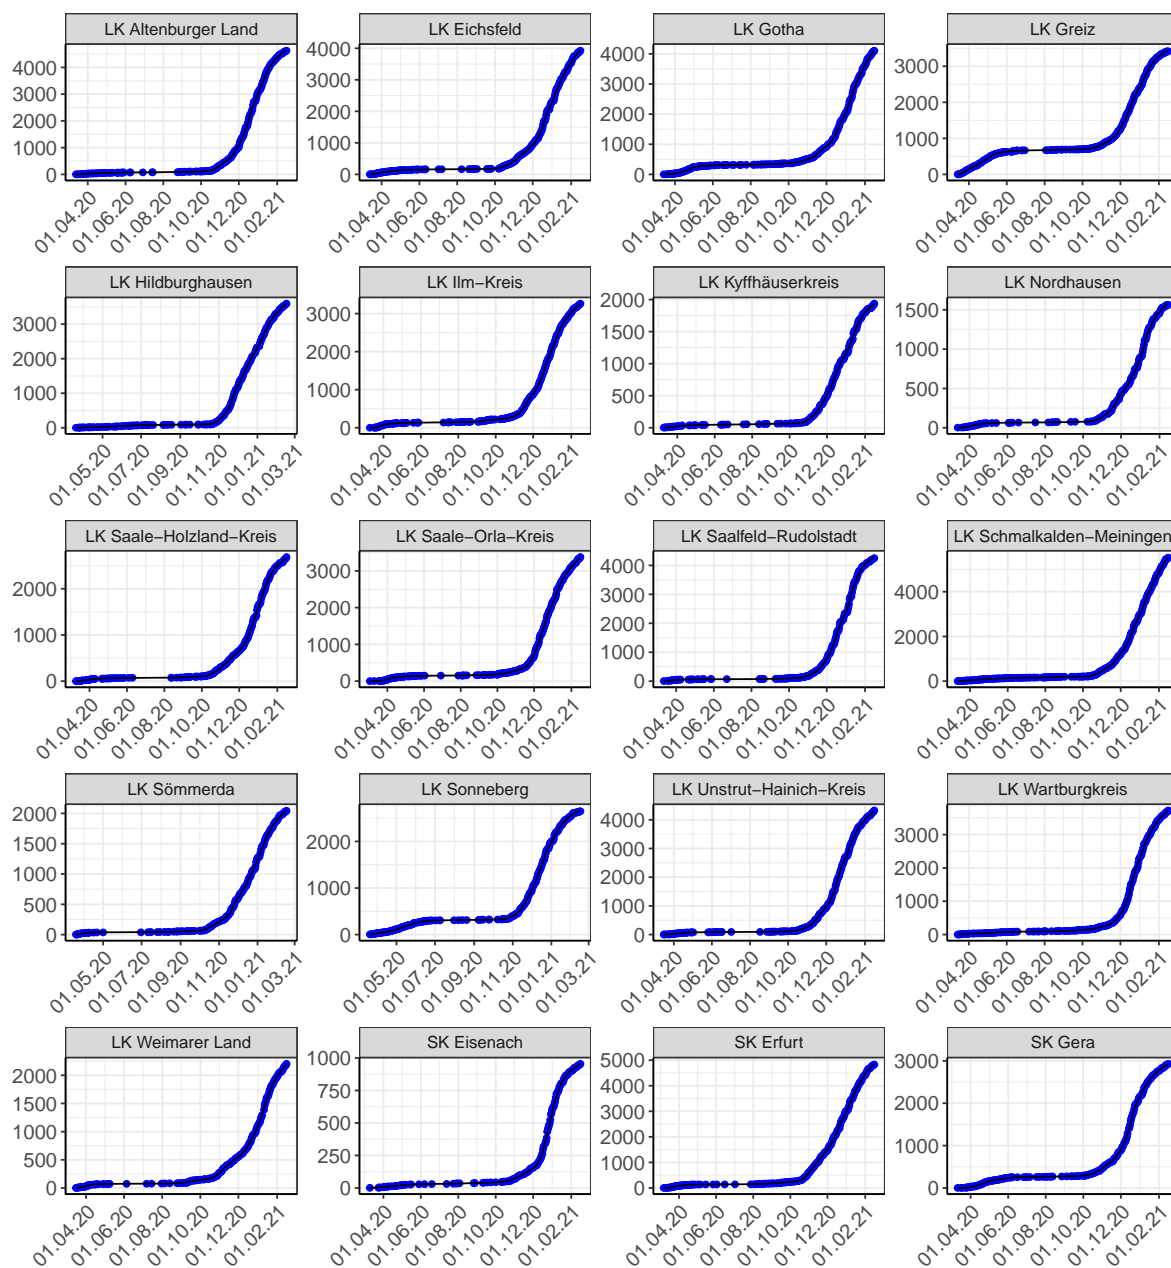 LK Altenburger Land
LK Eichsfeld
LK Gotha
LK Greiz
4000
3000
2000
1000
0
4000
3000
2000
1000
0
4000
3000
2000
1000
0
3000
2000
1000
0
01.04.20 01.06.20 01.08.20 01.10.20 01.12.20 01.02.21
01.04.20 01.06.20 01.08.20 01.10.20 01.12.20 01.02.21
01.04.20 01.06.20 01.08.20 01.10.20 01.12.20 01.02.21
01.04.20 01.06.20 01.08.20 01.10.20 01.12.20 01.02.21
LK Hildburghausen
LK Ilm−Kreis
LK Kyffhäuserkreis
LK Nordhausen
3000
2000
1000
0
3000
2000
1000
0
2000
1500
1000
500
0
1500
1000
500
0
01.05.20 01.07.20 01.09.20 01.11.20 01.01.21 01.03.21
01.04.20 01.06.20 01.08.20 01.10.20 01.12.20 01.02.21
01.04.20 01.06.20 01.08.20 01.10.20 01.12.20 01.02.21
01.04.20 01.06.20 01.08.20 01.10.20 01.12.20 01.02.21
LK Saale−Holzland−Kreis
LK Saale−Orla−Kreis
LK Saalfeld−Rudolstadt
LK Schmalkalden−Meiningen
2000
1000
0
3000
2000
1000
0
4000
3000
2000
1000
0
4000
2000
0
01.04.20 01.06.20 01.08.20 01.10.20 01.12.20 01.02.21
01.04.20 01.06.20 01.08.20 01.10.20 01.12.20 01.02.21
01.04.20 01.06.20 01.08.20 01.10.20 01.12.20 01.02.21
01.04.20 01.06.20 01.08.20 01.10.20 01.12.20 01.02.21
LK Sömmerda
LK Sonneberg
LK Unstrut−Hainich−Kreis
LK Wartburgkreis
2000
1500
1000
500
0
2000
1000
0
4000
3000
2000
1000
0
3000
2000
1000
0
01.05.20 01.07.20 01.09.20 01.11.20 01.01.21 01.03.21
01.05.20 01.07.20 01.09.20 01.11.20 01.01.21 01.03.21
01.04.20 01.06.20 01.08.20 01.10.20 01.12.20 01.02.21
01.04.20 01.06.20 01.08.20 01.10.20 01.12.20 01.02.21
LK Weimarer Land
SK Eisenach
SK Erfurt
SK Gera
2000
1500
1000
500
0
1000
750
500
250
0
5000
4000
3000
2000
1000
0
3000
2000
1000
0
01.04.20 01.06.20 01.08.20 01.10.20 01.12.20 01.02.21
01.04.20 01.06.20 01.08.20 01.10.20 01.12.20 01.02.21
01.04.20 01.06.20 01.08.20 01.10.20 01.12.20 01.02.21
01.04.20 01.06.20 01.08.20 01.10.20 01.12.20 01.02.21